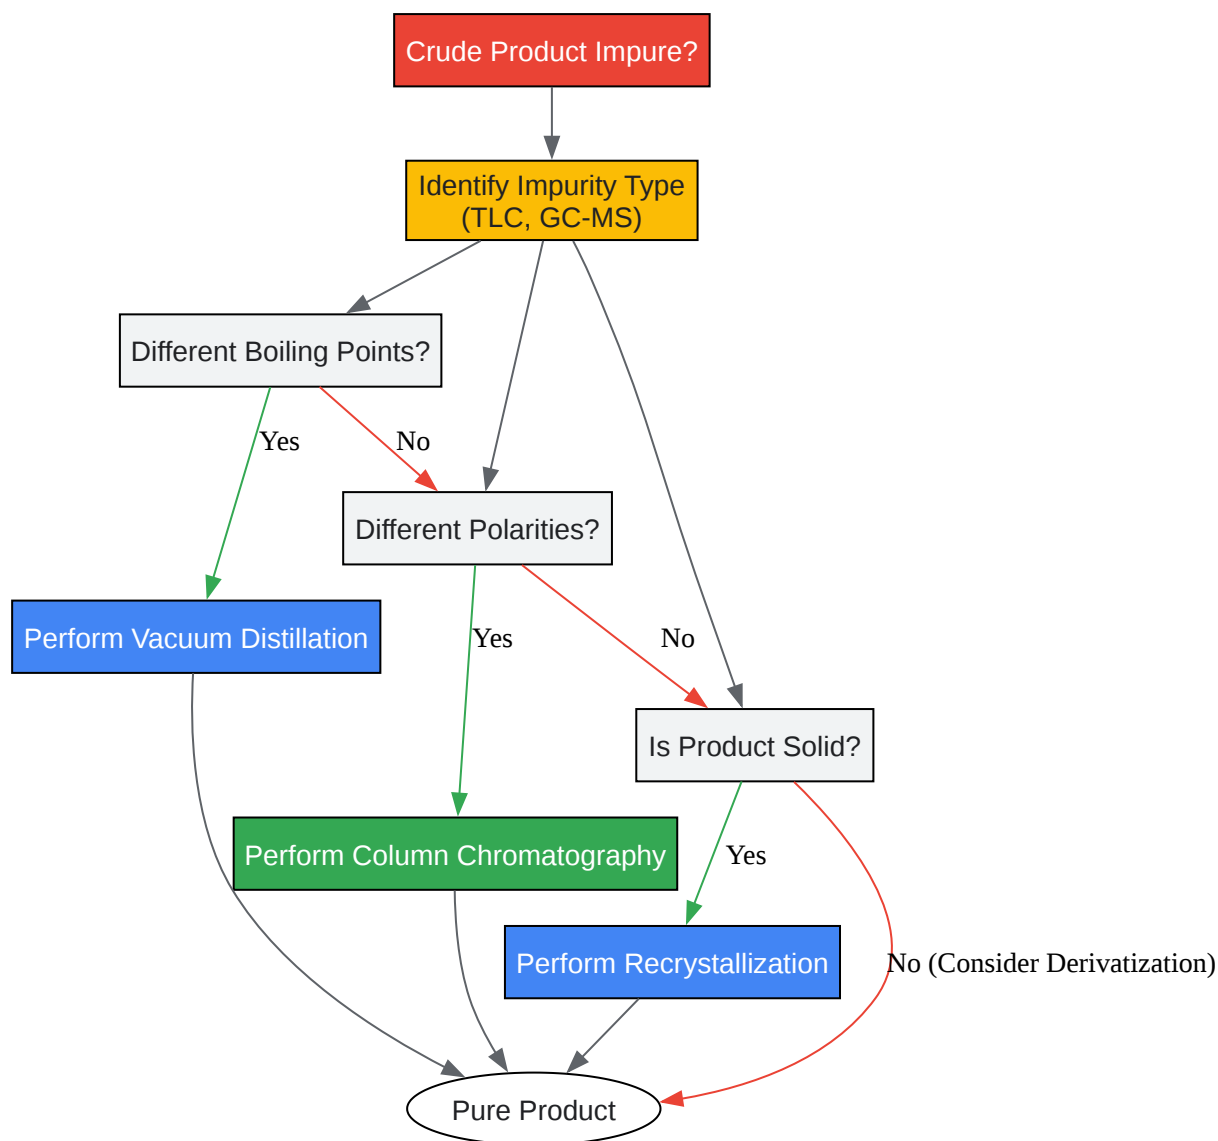 Crude Product Impure?
Identify Impurity Type
(TLC, GC-MS)
Different Boiling Points?
Yes
No
Different Polarities?
Perform Vacuum Distillation
Yes
No
Is Product Solid?
Perform Column Chromatography
Yes
Perform Recrystallization
No (Consider Derivatization)
Pure Product